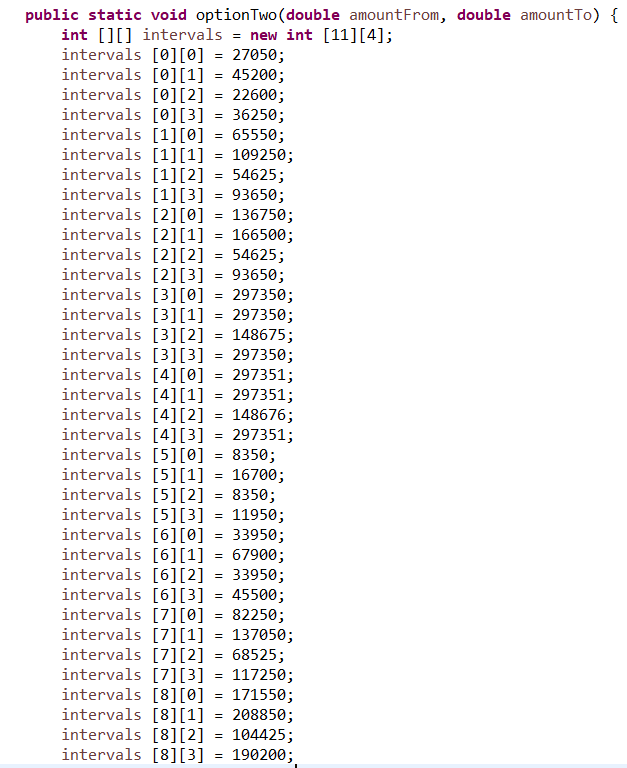 public static void optionTwo(double amountFrom, double amountTo) {
int [][] intervals = new int [11][4];
intervals [0][0] = 27050;
intervals [0][1] = 45200;
intervals [0][2] = 22600;
intervals [0][3] = 36250;
intervals [1][0] = 65550;
intervals [1][1] = 109250;
intervals [1][2] = 54625;
intervals [1][3] = 93650;
intervals [2][0] = 136750;
intervals [2][1] = 166500;
intervals [2][2] = 54625;
intervals [2][3] = 93650;
intervals [3][0] = 297350;
intervals [3][1] = 297350;
intervals [3][2] = 148675;
intervals [3][3] = 297350;
intervals [4][0] = 297351;
intervals [4][1] = 297351;
intervals [4][2] = 148676;
intervals [4][3] = 297351;
intervals [5][0] = 8350;
intervals [5][1] = 16700;
intervals [5][2] = 8350;
intervals [5][3] = 11950;
intervals [6][0] = 33950;
intervals [6][1] = 67900;
intervals [6][2] = 33950;
intervals [6][3] = 45500;
intervals [7][0] = 82250;
intervals [7][1] = 137050;
intervals [7][2] = 68525;
intervals [7][3] = 117250;
intervals [8][0] = 171550;
intervals [8][1] = 208850;
intervals [8][2] = 104425;
intervals [8][3] = 190200;